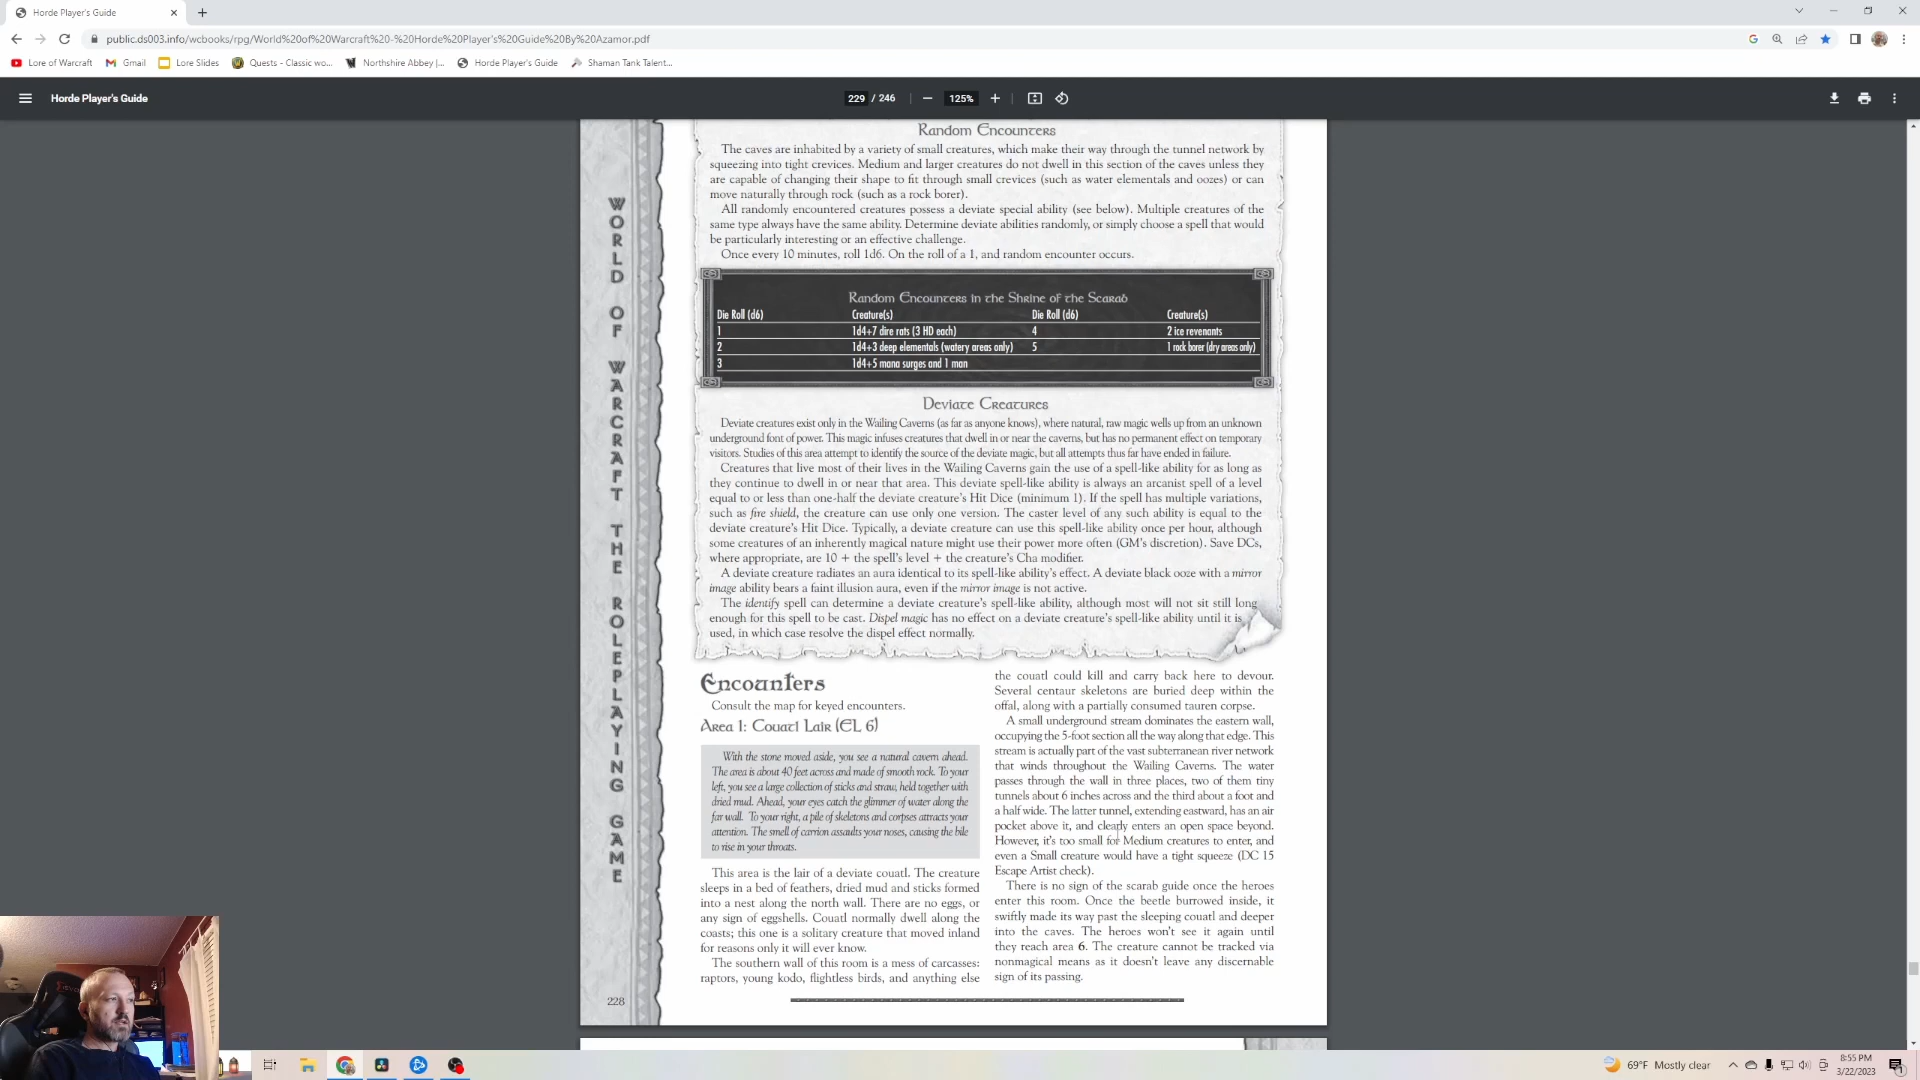 Horde Player's Guide
public.ds003.info/wcbooks/rpg/World%20of%20Warcraft%20-%20Horde%20Player's%20Guide%20By%20Azamor.pdf
Lore of Warcraft
Gmail
Lore Slides
Quests - Classic wo...
Northshire Abbey |...
Horde Player's Guide
Shaman Tank Talent...
Horde Player's Guide
229 / 246
125%
WORLD OF WARCRAFT THE ROLEPLAYING GAME
Random Encounters
The caves are inhabited by a variety of small creatures, which make their way through the tunnel network by
squeezing into tight crevices. Medium and larger creatures do not dwell in this section of the caves unless they
are capable of changing their shape to fit through small crevices (such as water elementals and oozes) or can
move naturally through rock (such as a rock borer).
All randomly encountered creatures possess a deviate special ability (see below). Multiple creatures of the
same type always have the same ability. Determine deviate abilities randomly, or simply choose a spell that would
be particularly interesting or an effective challenge.
Once every 10 minutes, roll 1d6. On the roll of a 1, and random encounter occurs.
Random Encounters in the Shrine of the Scarab
Die Roll (d6) Creature(s) Die Roll (d6) Creature(s)
1 1d4+7 dire rats (3 HD each) 4 2 ice revenants
2 1d4+3 deep elementals (watery areas only) 5 1 rock borer (dry areas only)
3 1d4+5 mana surges and 1 man
Deviate Creatures
Deviate creatures exist only in the Wailing Caverns (as far as anyone knows), where natural, raw magic wells up from an unknown
underground font of power. This magic infuses creatures that dwell in or near the caverns, but has no permanent effect on temporary
visitors. Studies of this area attempt to identify the source of the deviate magic, but all attempts thus far have ended in failure.
Creatures that live most of their lives in the Wailing Caverns gain the use of a spell-like ability for as long as
they continue to dwell in or near that area. This deviate spell-like ability is always an arcanist spell of a level
equal to or less than one-half the deviate creature's Hit Dice (minimum 1). If the spell has multiple variations,
such as fire shield, the creature can use only one version. The caster level of any such ability is equal to the
deviate creature's Hit Dice. Typically, a deviate creature can use this spell-like ability once per hour, although
some creatures of an inherently magical nature might use their power more often (GM's discretion). Save DCs,
where appropriate, are 10 + the spell's level + the creature's Cha modifier.
A deviate creature radiates an aura identical to its spell-like ability's effect. A deviate black ooze with a mirror
image ability bears a faint illusion aura, even if the mirror image is not active.
The identify spell can determine a deviate creature's spell-like ability, although most will not sit still long
enough for this spell to be cast. Dispel magic has no effect on a deviate creature's spell-like ability until it is
used, in which case resolve the dispel effect normally.
Encounters
Consult the map for keyed encounters.
Area 1: Couatl Lair (EL 6)
With the stone moved aside, you see a natural cavern ahead.
The area is about 40 feet across and made of smooth rock. To your
left, you see a large collection of sticks and straw, held together with
dried mud. Ahead, your eyes catch the glimmer of water along the
far wall. To your right, a pile of skeletons and corpses attracts your
attention. The smell of carrion assaults your noses, causing the bile
to rise in your throats.
This area is the lair of a deviate couatl. The creature
sleeps in a bed of feathers, dried mud and sticks formed
into a nest along the north wall. There are no eggs, or
any sign of eggshells. Couatl normally dwell along the
coasts; this one is a solitary creature that moved inland
for reasons only it will ever know.
The southern wall of this room is a mess of carcasses:
raptors, young kodo, flightless birds, and anything else
the couatl could kill and carry back here to devour.
Several centaur skeletons are buried deep within the
offal, along with a partially consumed tauren corpse.
A small underground stream dominates the eastern wall,
occupying the 5-foot section all the way along that edge. This
stream is actually part of the vast subterranean river network
that winds throughout the Wailing Caverns. The water
passes through the wall in three places, two of them tiny
tunnels about 6 inches across and the third about a foot and
a half wide. The latter tunnel, extending eastward, has an air
pocket above it, and clearly enters an open space beyond.
However, it's too small for Medium creatures to enter, and
even a Small creature would have a tight squeeze (DC 15
Escape Artist check).
There is no sign of the scarab guide once the heroes
enter this room. Once the beetle burrowed inside, it
swiftly made its way past the sleeping couatl and deeper
into the caves. The heroes won't see it again until
they reach area 6. The creature cannot be tracked via
nonmagical means as it doesn't leave any discernable
sign of its passing.
228
69°F Mostly clear
8:55 PM
3/22/2023